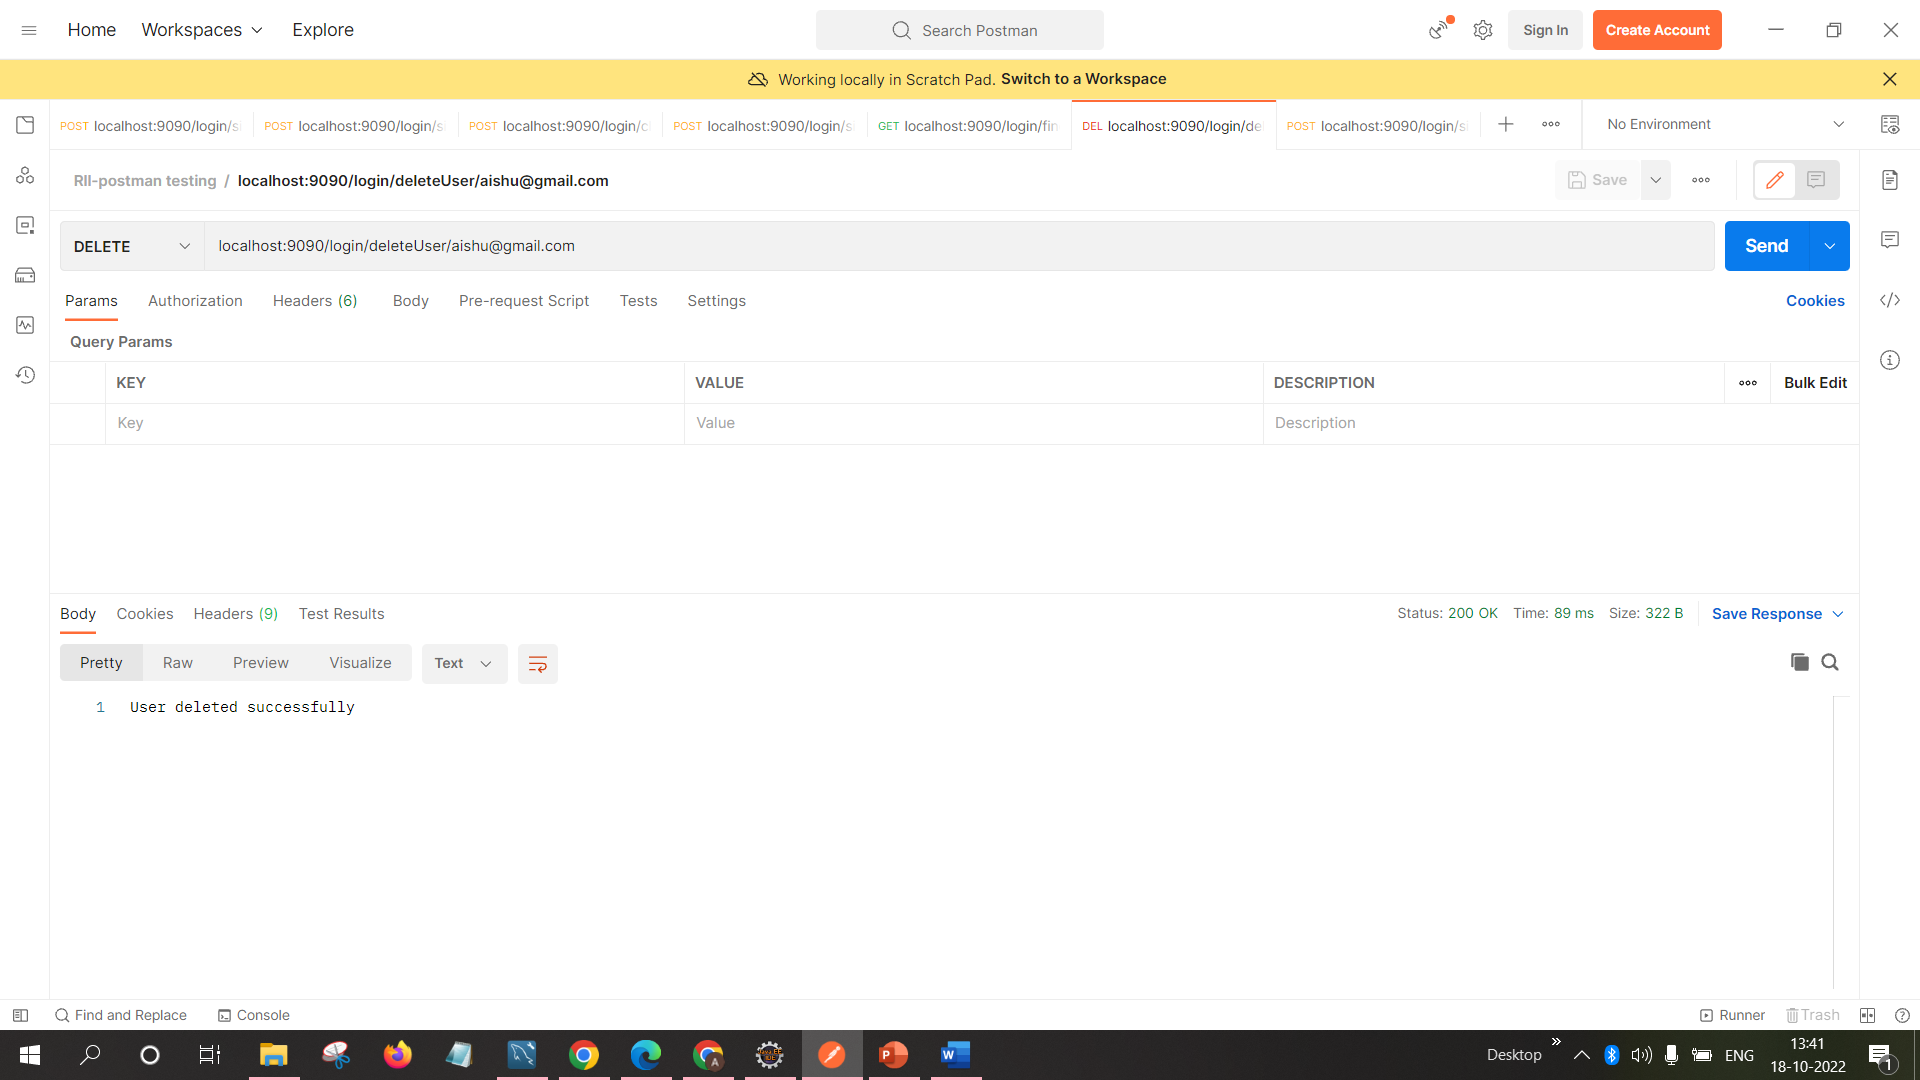 Home Workspaces Explore Search Postman Sign In Create Account
Working locally in Scratch Pad. Switch to a Workspace
POST localhost:9090/login/s POST localhost:9090/login/s POST localhost:9090/login/c POST localhost:9090/login/s GET localhost:9090/login/fin DEL localhost:9090/login/de POST localhost:9090/login/s No Environment
RII-postman testing / localhost:9090/login/deleteUser/aishu@gmail.com Save
DELETE localhost:9090/login/deleteUser/aishu@gmail.com Send
Params Authorization Headers (6) Body Pre-request Script Tests Settings Cookies
Query Params
KEY VALUE DESCRIPTION Bulk Edit
Key Value Description
Body Cookies Headers (9) Test Results Status: 200 OK Time: 89 ms Size: 322 B Save Response
Pretty Raw Preview Visualize Text
1 User deleted successfully
Find and Replace Console Runner Trash
Desktop ENG 13:41
18-10-2022 1